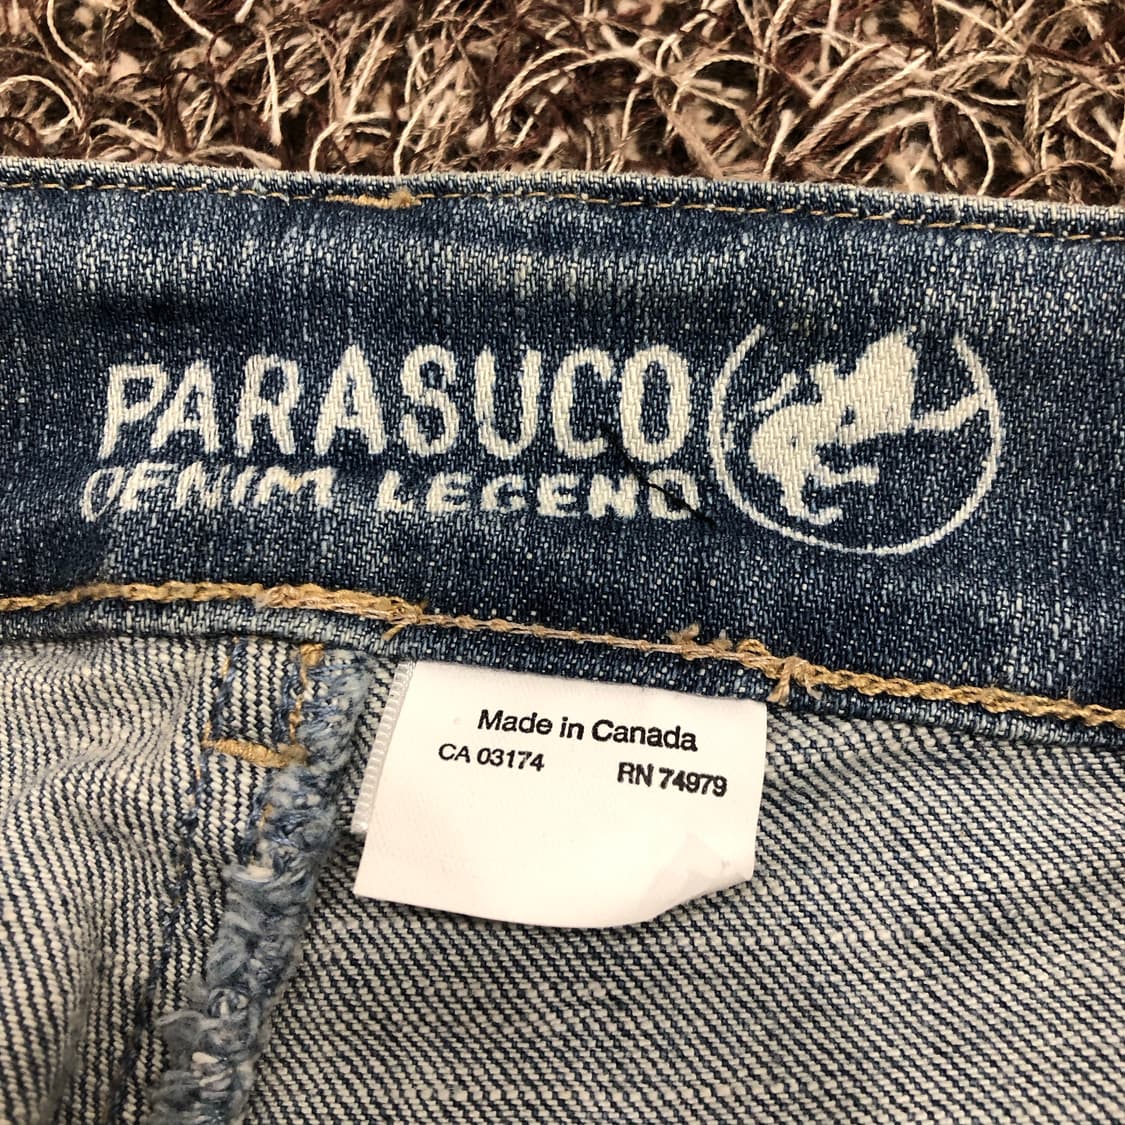 PARASUCO
DENIM LEGEND
Made in Canada
CA 03174 RN 74979